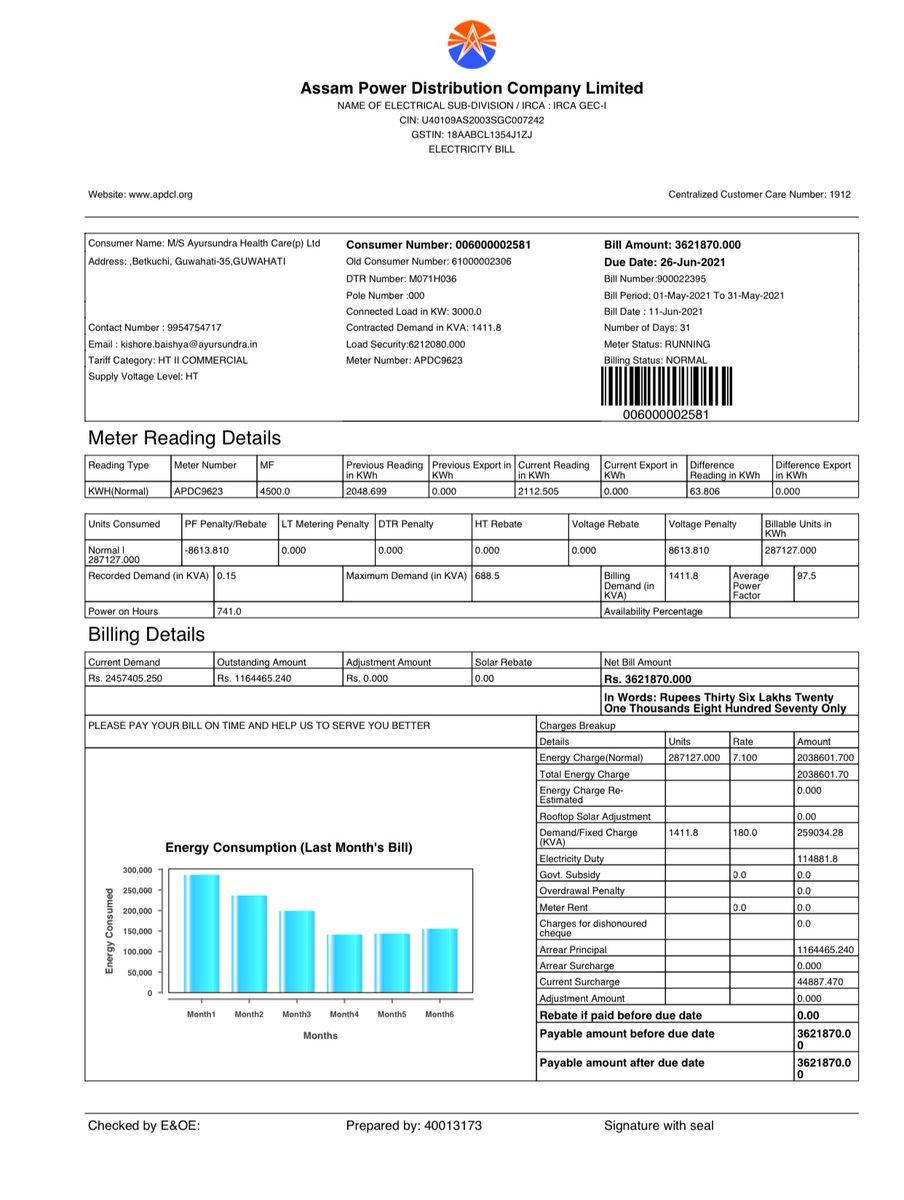 Assam Power Distribution Company Limited
NAME OF ELECTRICAL SUB-DIVISION / IRCA : IRCA GEC-I
CIN: U40109AS2003SGC007242
GSTIN: 18AABCL1354J1ZJ
ELECTRICITY BILL
Website: www.apdcl.org
Centralized Customer Care Number: 1912
Consumer Name: M/S Ayursundra Health Care(p) Ltd
Address: ,Betkuchi, Guwahati-35,GUWAHATI
Contact Number : 9954754717
Email : kishore.baishya@ayursundra.in
Tariff Category: HT II COMMERCIAL
Supply Voltage Level: HT
Consumer Number: 006000002581
Old Consumer Number: 61000002306
DTR Number: M071H036
Pole Number :000
Connected Load in KW: 3000.0
Contracted Demand in KVA: 1411.8
Load Security:6212080.000
Meter Number: APDC9623
Bill Amount: 3621870.000
Due Date: 26-Jun-2021
Bill Number:900022395
Bill Period: 01-May-2021 To 31-May-2021
Bill Date : 11-Jun-2021
Number of Days: 31
Meter Status: RUNNING
Billing Status: NORMAL
006000002581
Meter Reading Details
Reading Type Meter Number MF Previous Reading in KWh Previous Export in KWh Current Reading in KWh Current Export in KWh Difference Reading in KWh Difference Export in KWh
KWH(Normal) APDC9623 4500.0 2048.699 0.000 2112.505 0.000 63.806 0.000
Units Consumed PF Penalty/Rebate LT Metering Penalty DTR Penalty HT Rebate Voltage Rebate Voltage Penalty Billable Units in KWh
Normal l 287127.000 -8613.810 0.000 0.000 0.000 0.000 8613.810 287127.000
Recorded Demand (in KVA) 0.15 Maximum Demand (in KVA) 688.5 Billing Demand (in KVA) 1411.8 Average Power Factor 97.5
Power on Hours 741.0 Availability Percentage
Billing Details
Current Demand Outstanding Amount Adjustment Amount Solar Rebate Net Bill Amount
Rs. 2457405.250 Rs. 1164465.240 Rs. 0.000 0.00 Rs. 3621870.000
In Words: Rupees Thirty Six Lakhs Twenty
One Thousands Eight Hundred Seventy Only
PLEASE PAY YOUR BILL ON TIME AND HELP US TO SERVE YOU BETTER
Energy Consumption (Last Month's Bill)
Energy Consumed
300,000
250,000
200,000
150,000
100,000
50,000
0
Month1 Month2 Month3 Month4 Month5 Month6
Months
Charges Breakup
Details Units Rate Amount
Energy Charge(Normal) 287127.000 7.100 2038601.700
Total Energy Charge 2038601.70
Energy Charge Re-Estimated 0.000
Rooftop Solar Adjustment 0.00
Demand/Fixed Charge (KVA) 1411.8 180.0 259034.28
Electricity Duty 114881.8
Govt. Subsidy 0.0 0.0
Overdrawal Penalty 0.0
Meter Rent 0.0 0.0
Charges for dishonoured cheque 0.0
Arrear Principal 1164465.240
Arrear Surcharge 0.000
Current Surcharge 44887.470
Adjustment Amount 0.000
Rebate if paid before due date 0.00
Payable amount before due date 3621870.00
Payable amount after due date 3621870.00
Checked by E&OE:
Prepared by: 40013173
Signature with seal